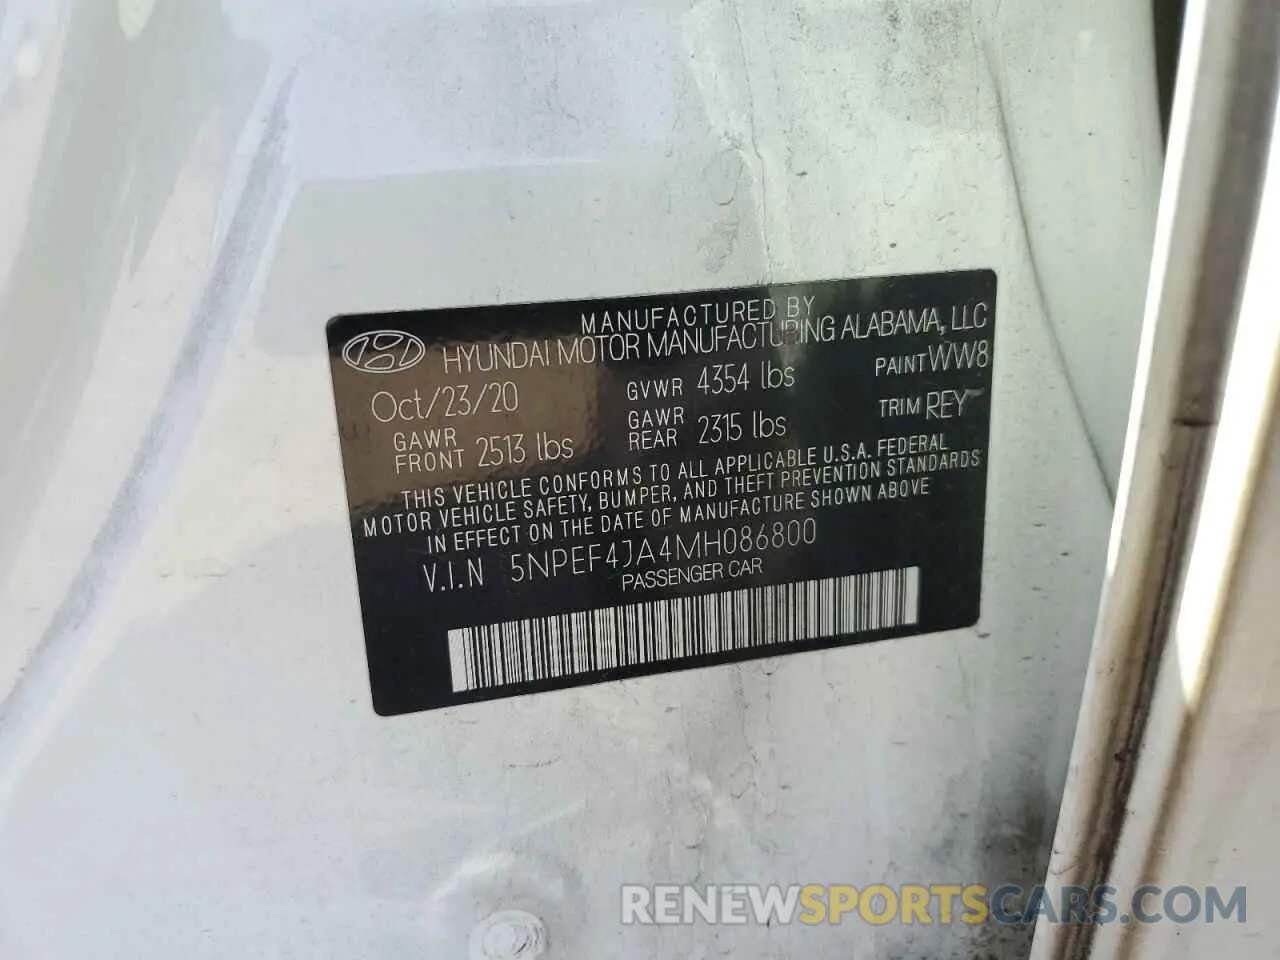 MANUFACTURED BY
HYUNDAI MOTOR MANUFACTURING ALABAMA, LLC
Oct/23/20 GVWR 4354 lbs PAINT WW8
GAWR FRONT 2513 lbs GAWR REAR 2315 lbs TRIM REY
THIS VEHICLE CONFORMS TO ALL APPLICABLE U.S.A. FEDERAL
MOTOR VEHICLE SAFETY, BUMPER, AND THEFT PREVENTION STANDARDS
IN EFFECT ON THE DATE OF MANUFACTURE SHOWN ABOVE
V.I.N 5NPEF4JA4MH086800
PASSENGER CAR
RENEWSPORTSCARS.COM